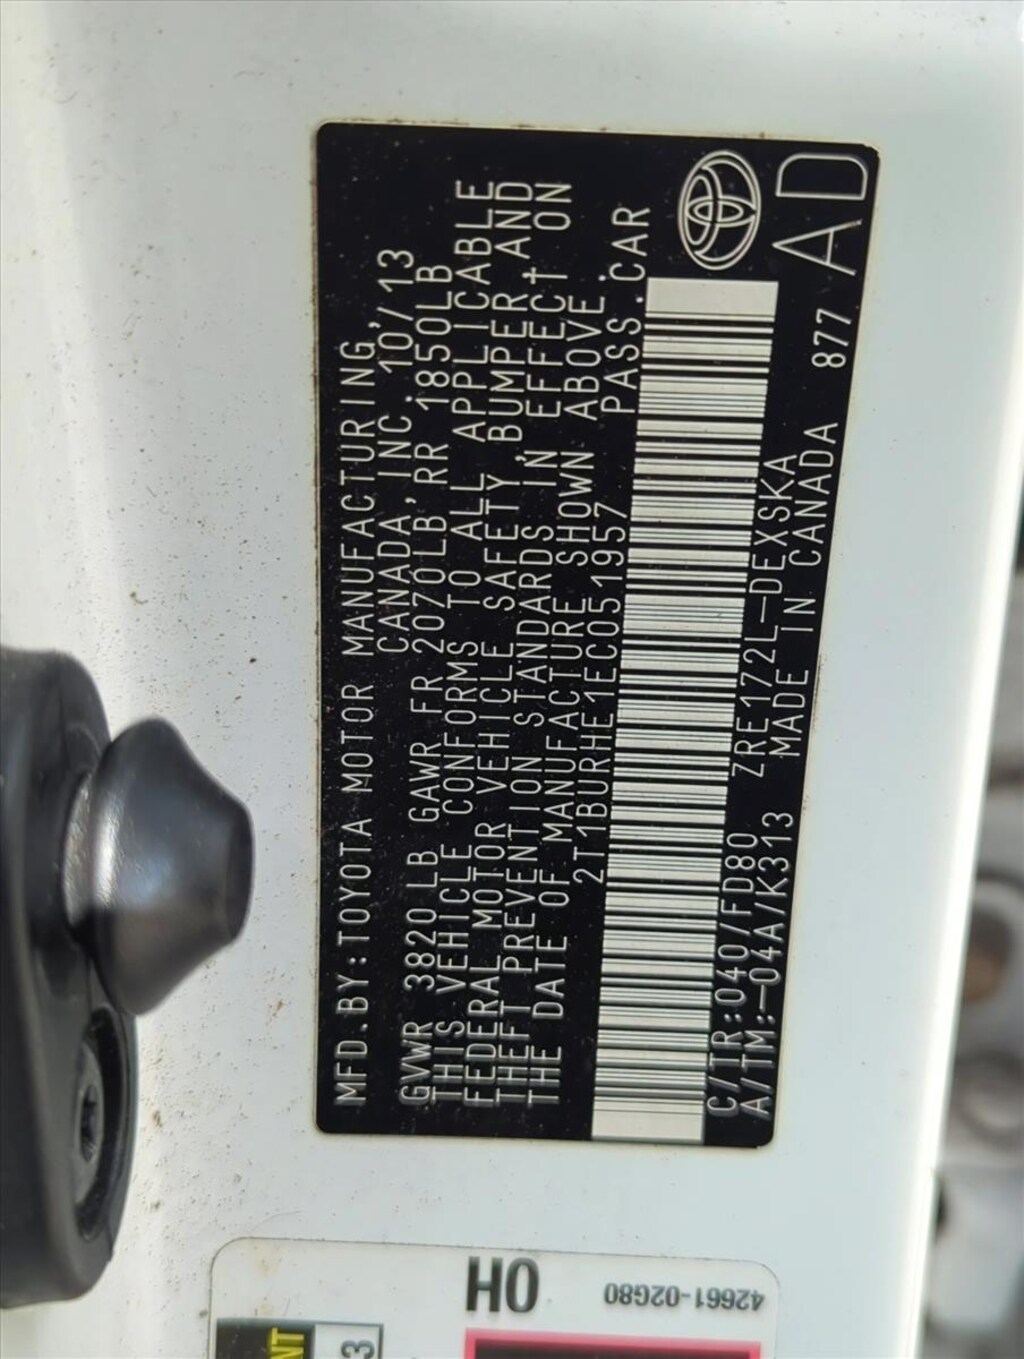 MFD.BY:TOYOTA MOTOR MANUFACTURING,
CANADA,INC. 10/13
GVWR 3820LB GAWR FR 2070LB,RR 1850LB
THIS VEHICLE CONFORMS TO ALL APPLICABLE
FEDERAL MOTOR VEHICLE SAFETY,BUMPER,AND
THEFT PREVENTION STANDARDS IN EFFECT ON
THE DATE OF MANUFACTURE SHOWN ABOVE.
2T1BURHE1EC051957 PASS.CAR
C/TR:040/FD80 ZRE172L-DEXSKA
A/TM:-04A/K313 MADE IN CANADA 877 AD
0H
42661-02G80